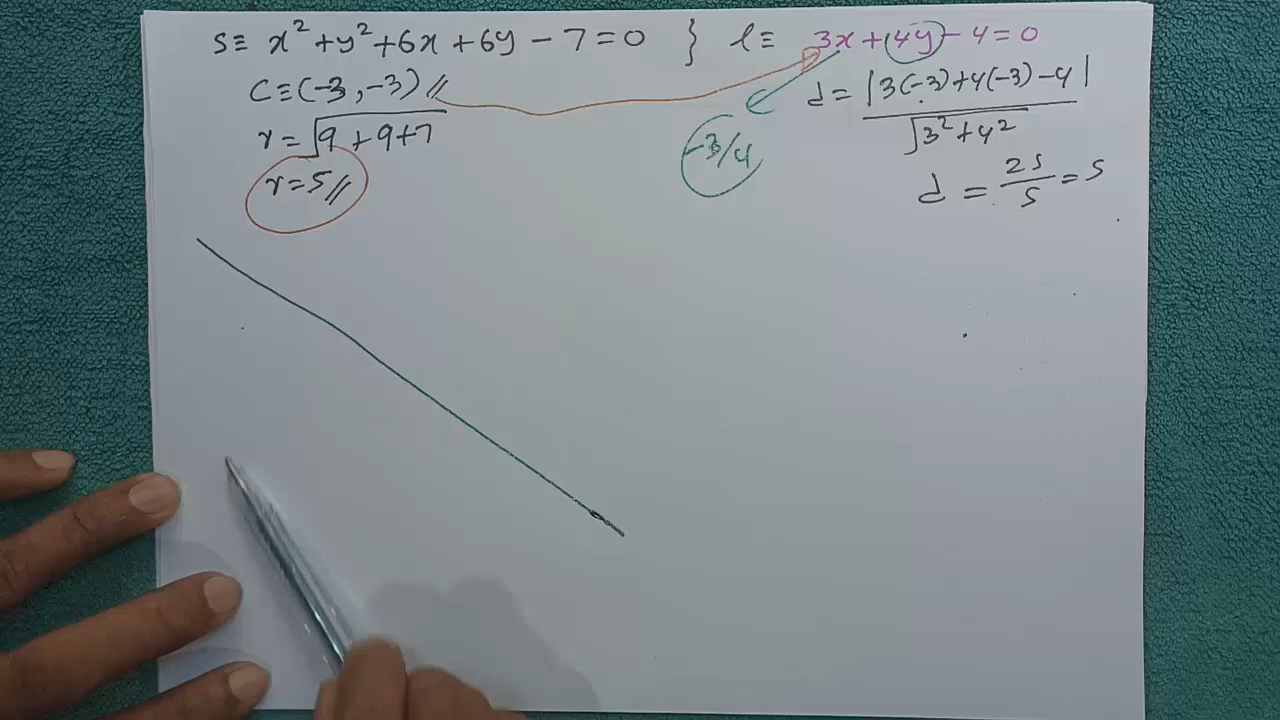 S≡ x²+y²+6x+6y-7=0 } l≡ 3x+4y-4=0
C≡(-3,-3)
r=√9+9+7
r=5
-3/4
d= |3(-3)+4(-3)-4| / √3²+4²
d = 25/5 =5